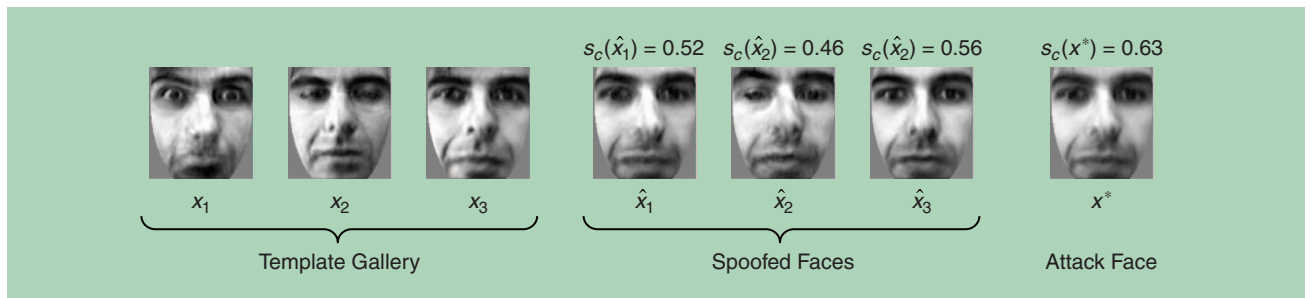 s_c(x̂_1) = 0.52 s_c(x̂_2) = 0.46 s_c(x̂_2) = 0.56 s_c(x*) = 0.63
x_1 x_2 x_3 x̂_1 x̂_2 x̂_3 x*
Template Gallery Spoofed Faces Attack Face